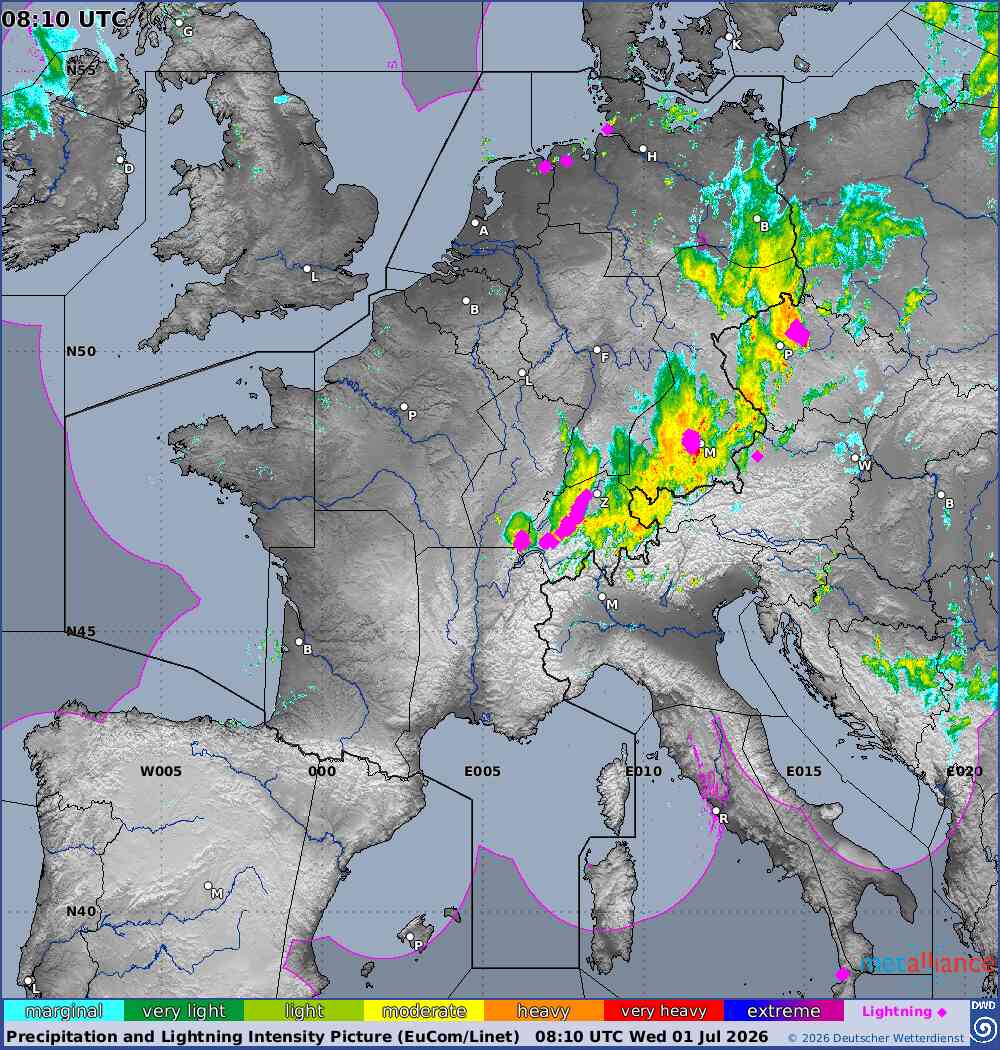 08:10 UTC
G
K
N55
D
H
A
B
L
B
N50
F
P
L
P
M
W
Z
B
M
N45
B
W005
000
E005
E010
E015
E020
R
M
N40
P
L
metalliance
marginal very light light moderate heavy very heavy extreme Lightning ◆ DWD
Precipitation and Lightning Intensity Picture (EuCom/Linet) 08:10 UTC Wed 01 Jul 2026 © 2026 Deutscher Wetterdienst